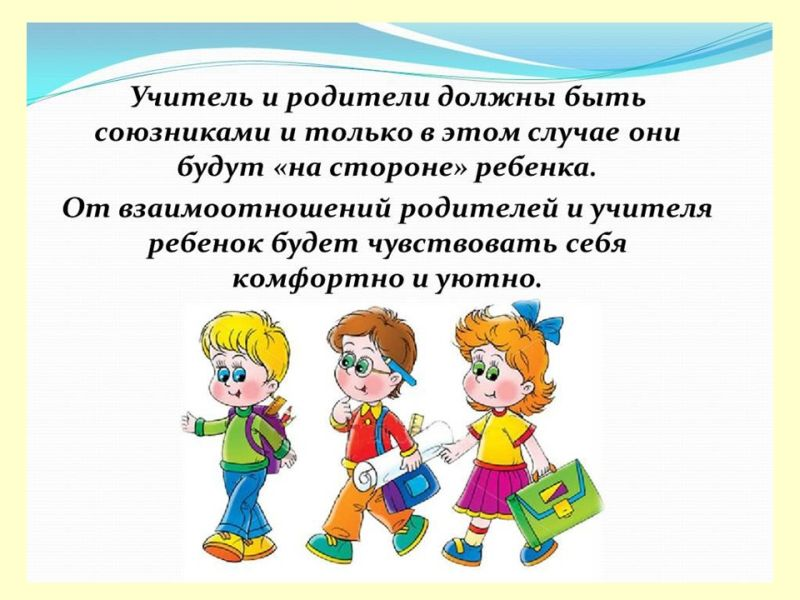 Учитель и родители должны быть
союзниками и только в этом случае они
будут «на стороне» ребенка.
От взаимоотношений родителей и учителя
ребенок будет чувствовать себя
комфортно и уютно.